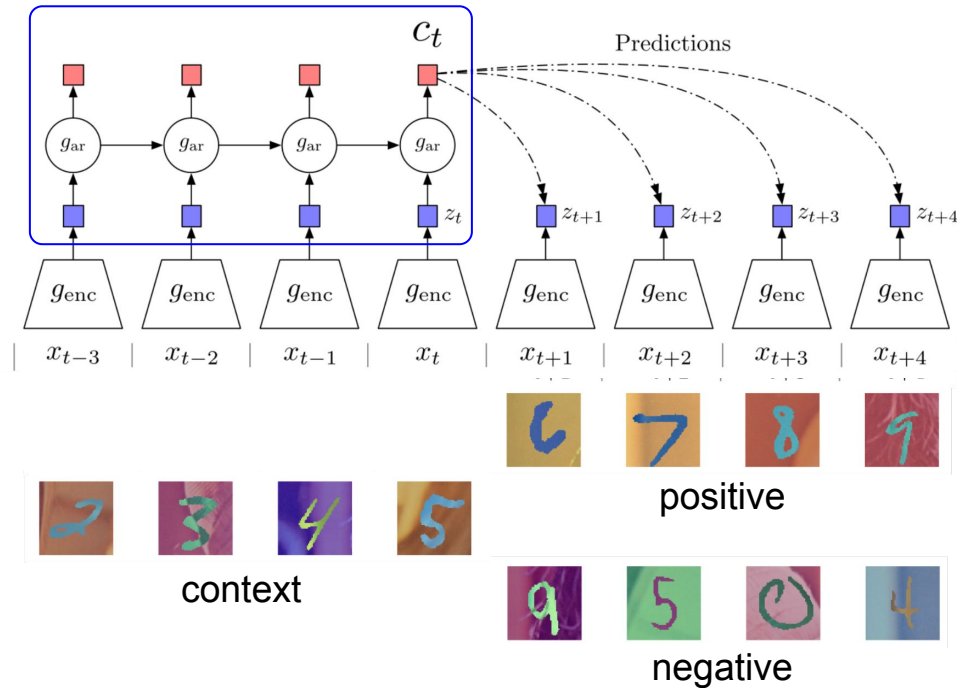 c_t
Predictions
g_ar g_ar g_ar g_ar
z_t z_{t+1} z_{t+2} z_{t+3} z_{t+4}
g_enc g_enc g_enc g_enc g_enc g_enc g_enc g_enc
| x_{t-3} | x_{t-2} | x_{t-1} | x_t | x_{t+1} | x_{t+2} | x_{t+3} | x_{t+4}
6 7 8 9
positive
2 3 4 5
context
9 5 0 4
negative